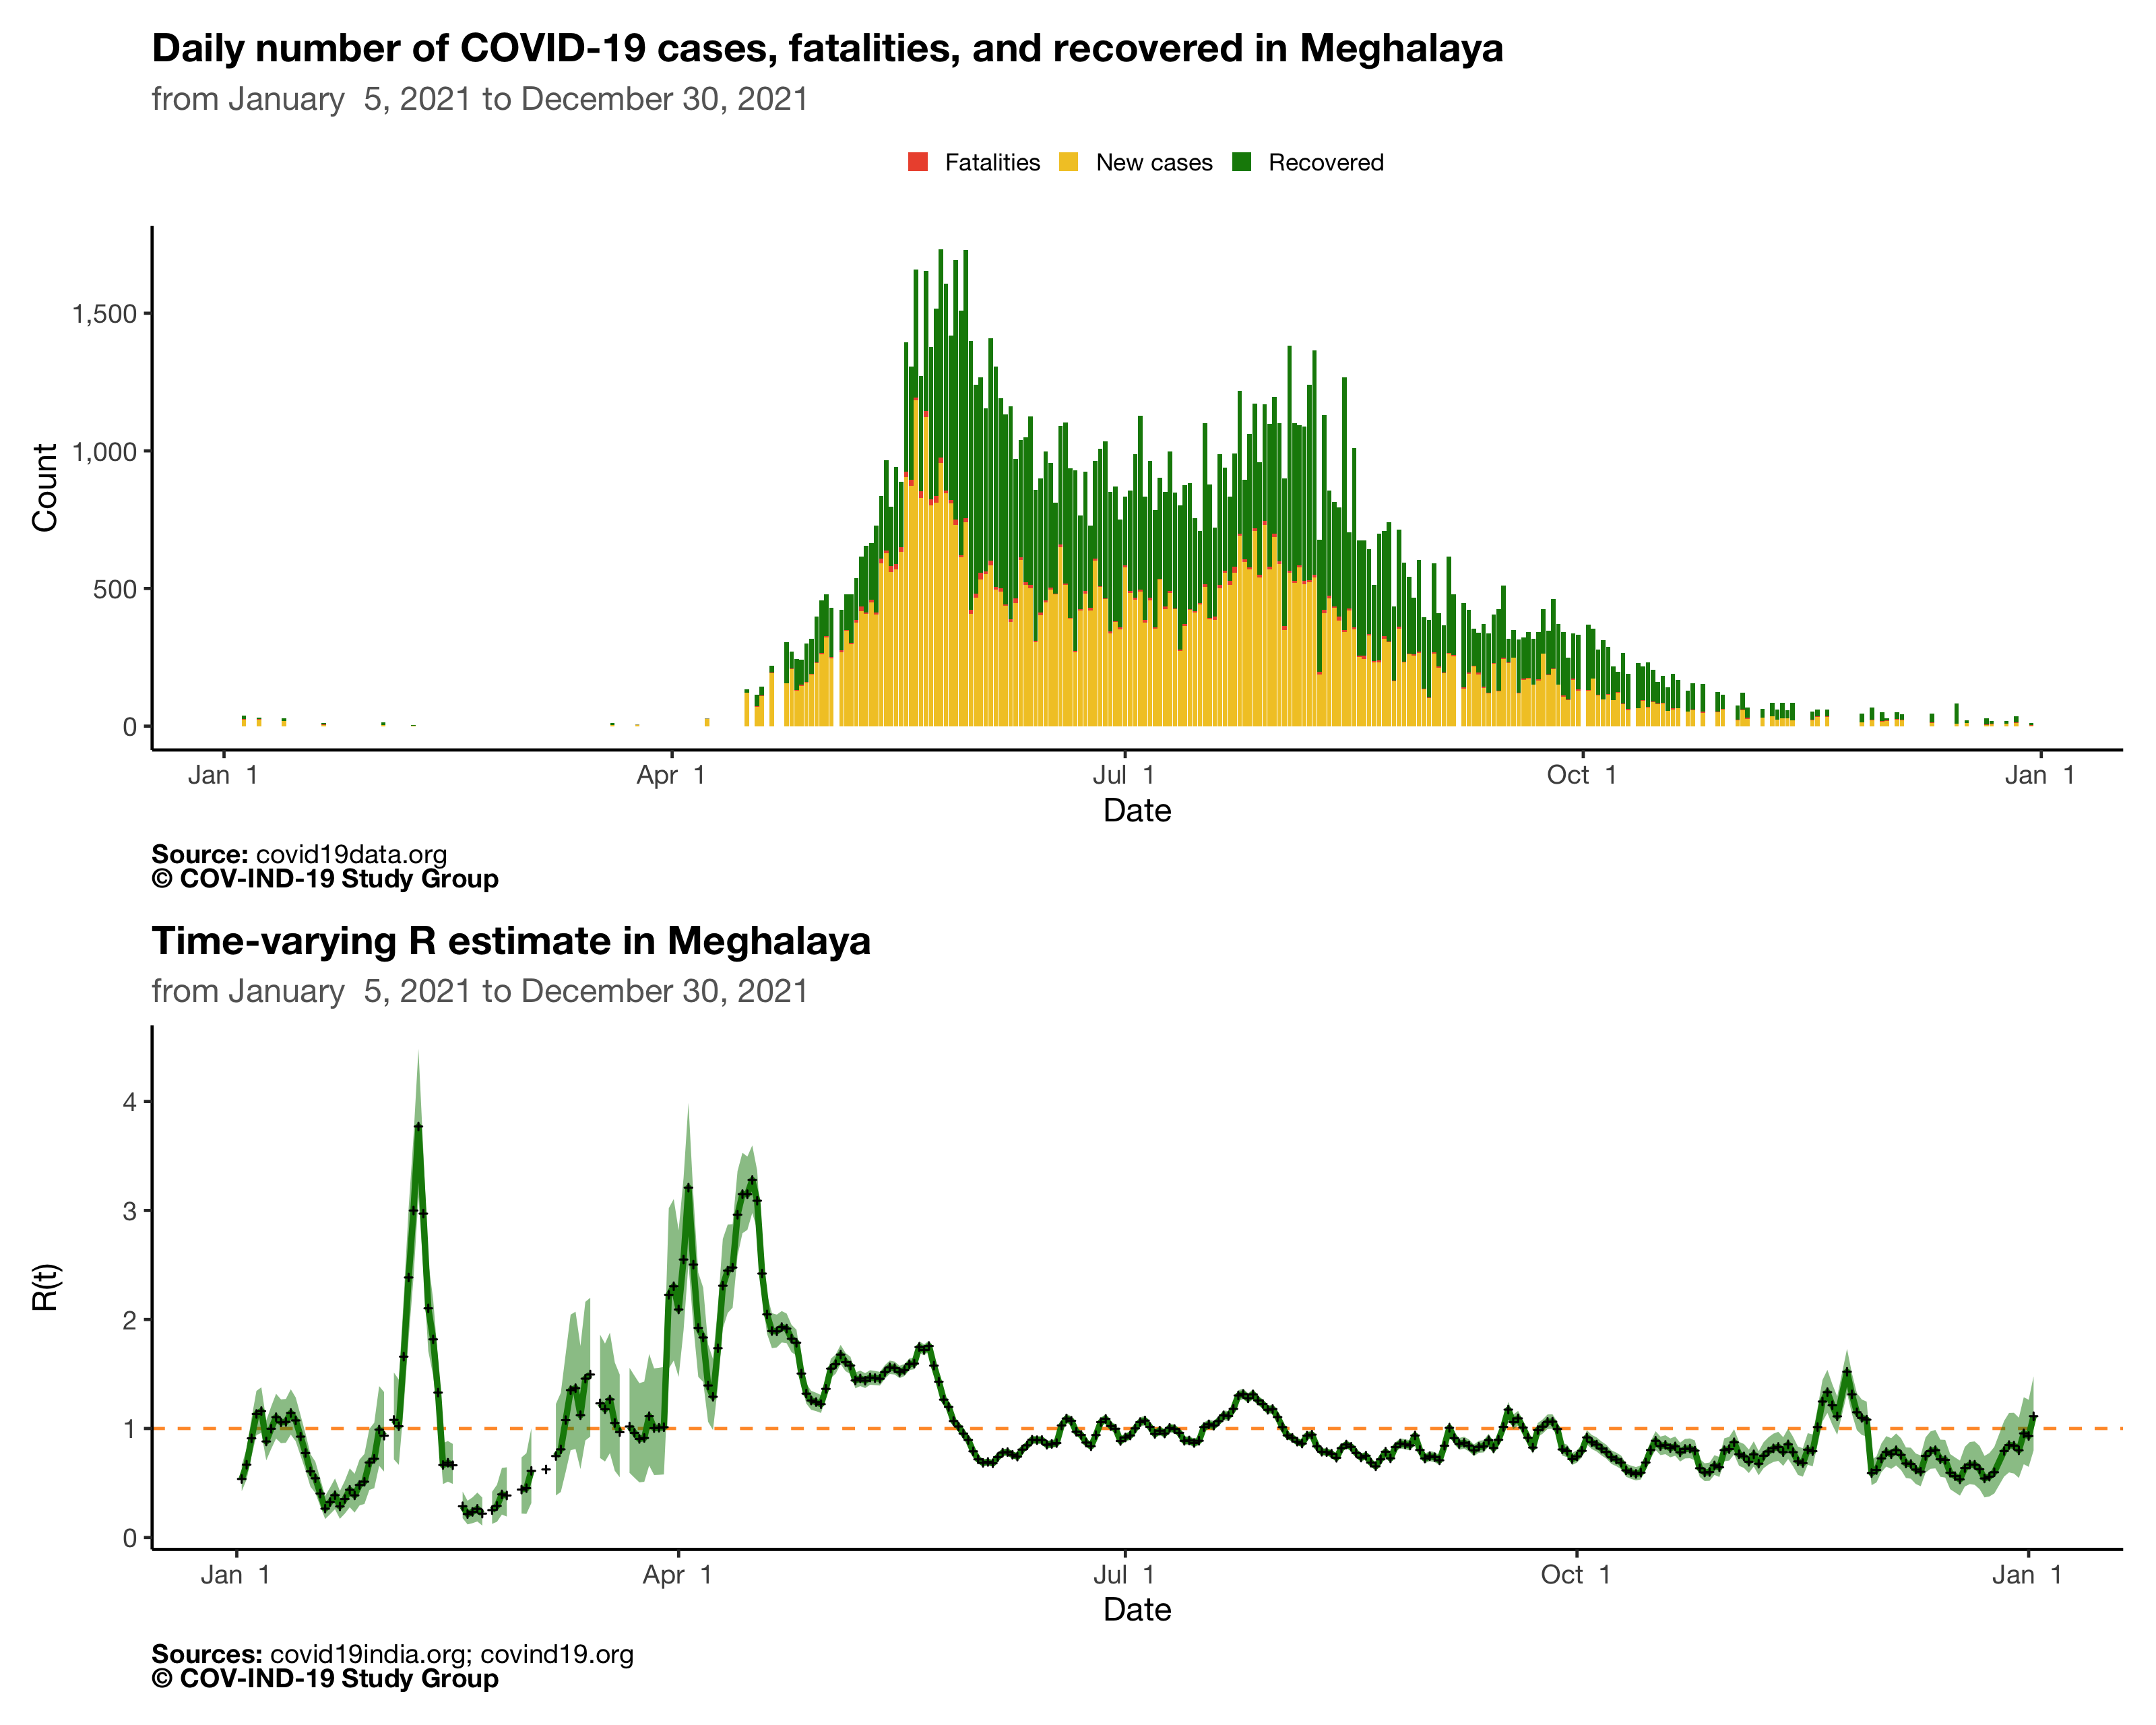 Daily number of COVID-19 cases, fatalities, and recovered in Meghalaya
from January  5, 2021 to December 30, 2021
Fatalities New cases Recovered
Count
1,500
1,000
500
0
Jan  1 Apr  1 Jul  1 Oct  1 Jan  1
Date
Source: covid19data.org
© COV-IND-19 Study Group
Time-varying R estimate in Meghalaya
from January  5, 2021 to December 30, 2021
R(t)
4
3
2
1
0
Jan  1 Apr  1 Jul  1 Oct  1 Jan  1
Date
Sources: covid19india.org; covind19.org
© COV-IND-19 Study Group